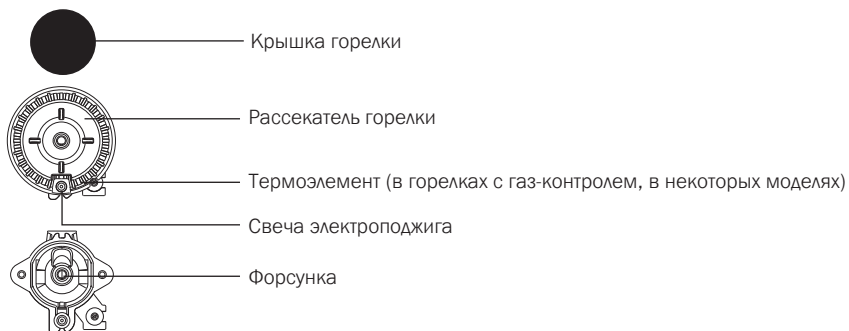 Крышка горелки
Рассекатель горелки
Термоэлемент (в горелках с газ-контролем, в некоторых моделях)
Свеча электроподжига
Форсунка